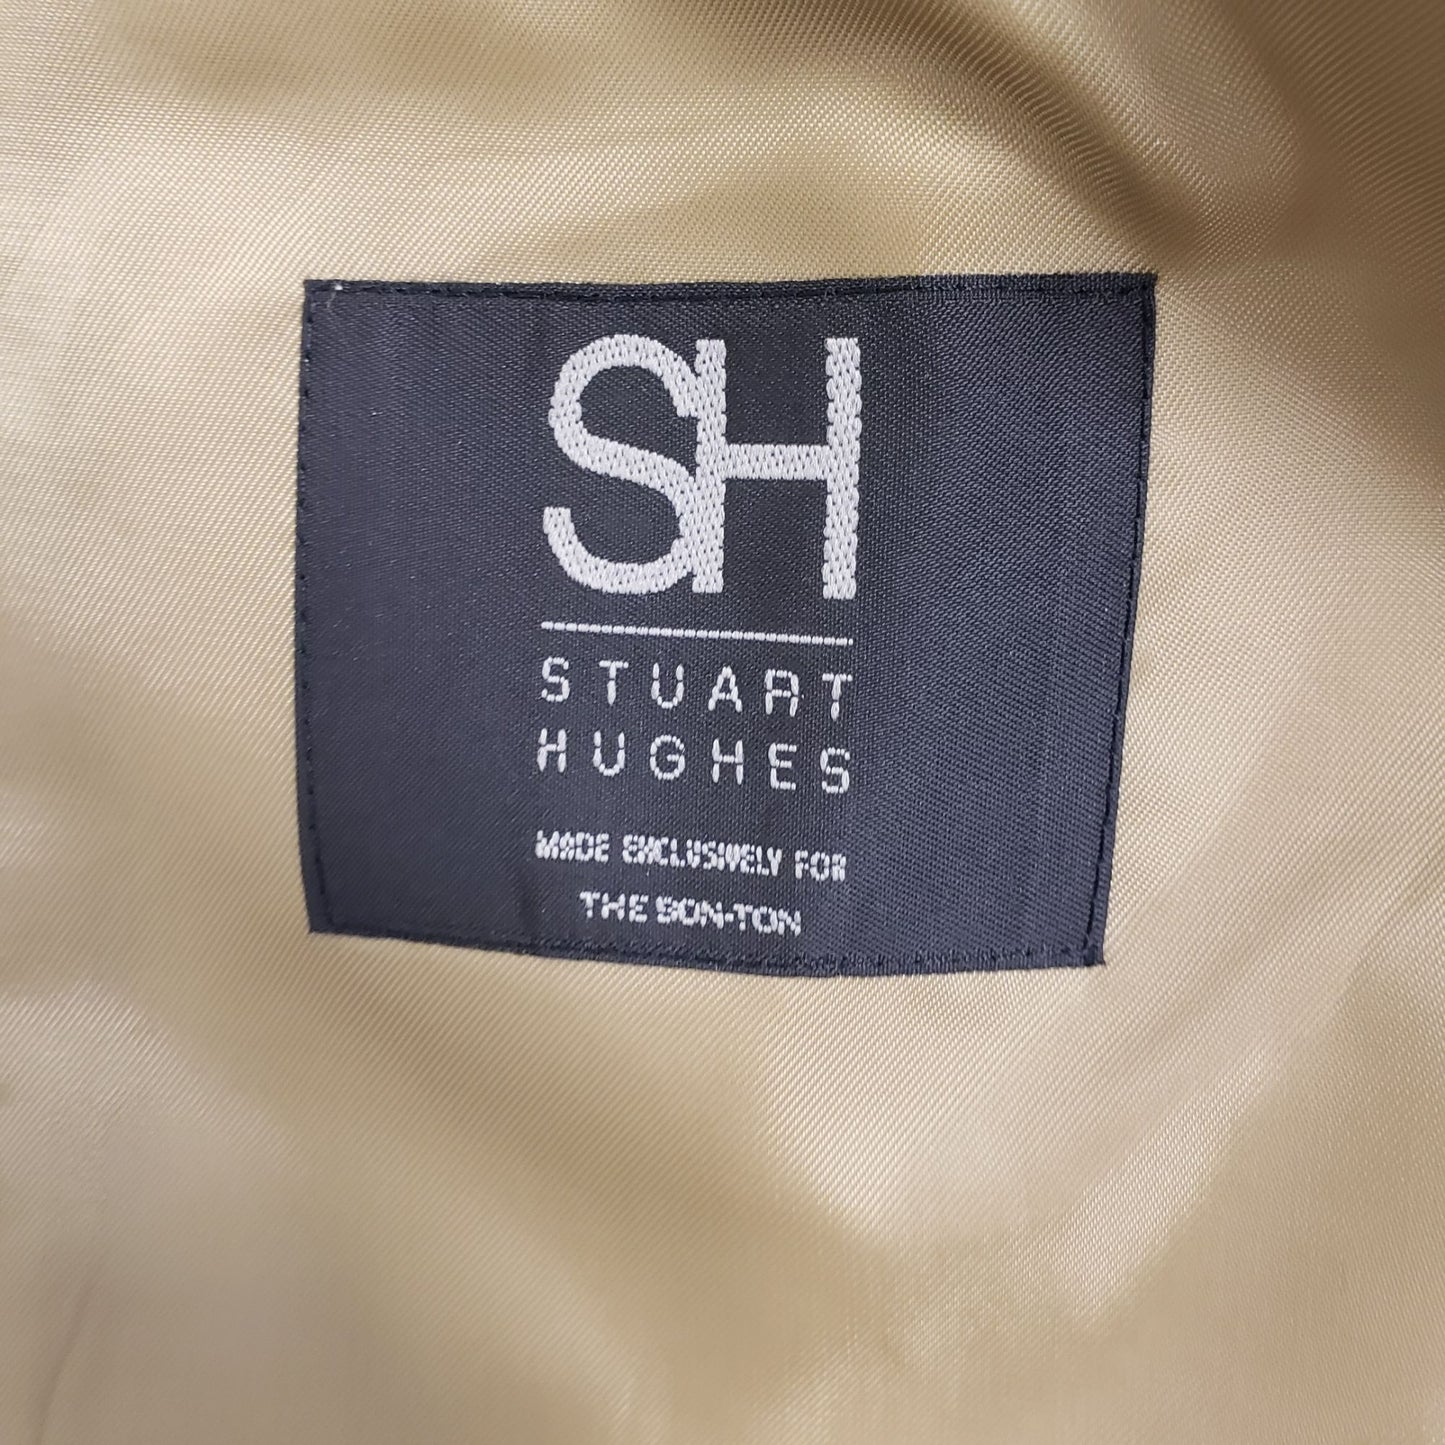 SH
STUART
HUGHES
MADE EXCLUSIVELY FOR
THE BON-TON